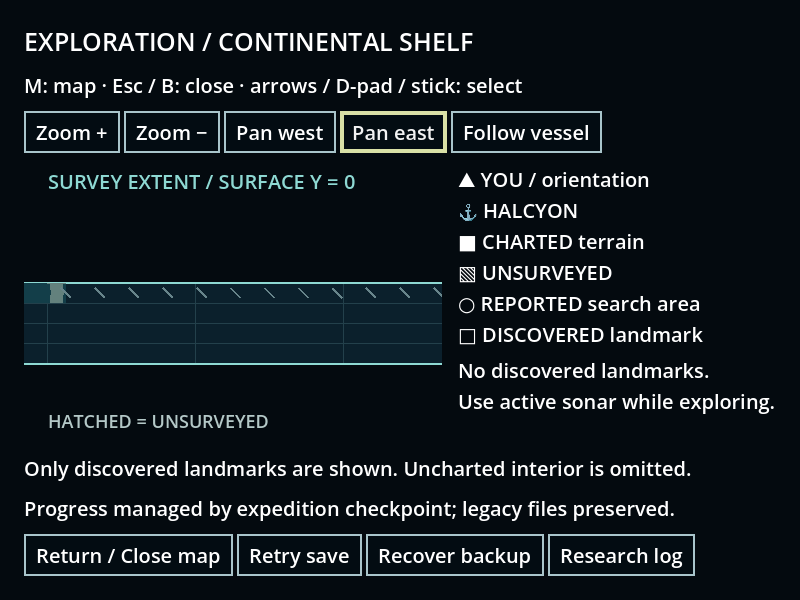 EXPLORATION / CONTINENTAL SHELF
M: map · Esc / B: close · arrows / D-pad / stick: select
Zoom + Zoom − Pan west Pan east Follow vessel
SURVEY EXTENT / SURFACE Y = 0
▲ YOU / orientation
⚓ HALCYON
■ CHARTED terrain
▧ UNSURVEYED
○ REPORTED search area
□ DISCOVERED landmark
No discovered landmarks.
Use active sonar while exploring.
HATCHED = UNSURVEYED
Only discovered landmarks are shown. Uncharted interior is omitted.
Progress managed by expedition checkpoint; legacy files preserved.
Return / Close map Retry save Recover backup Research log